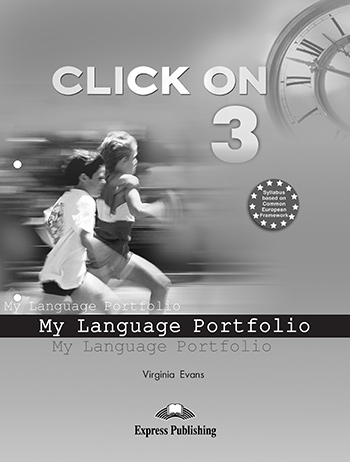 CLICK ON
3
Syllabus
based on
Common
European
Framework
My Language Portfolio
My Language Portfolio
My Language Portfolio
Virginia Evans
Express Publishing